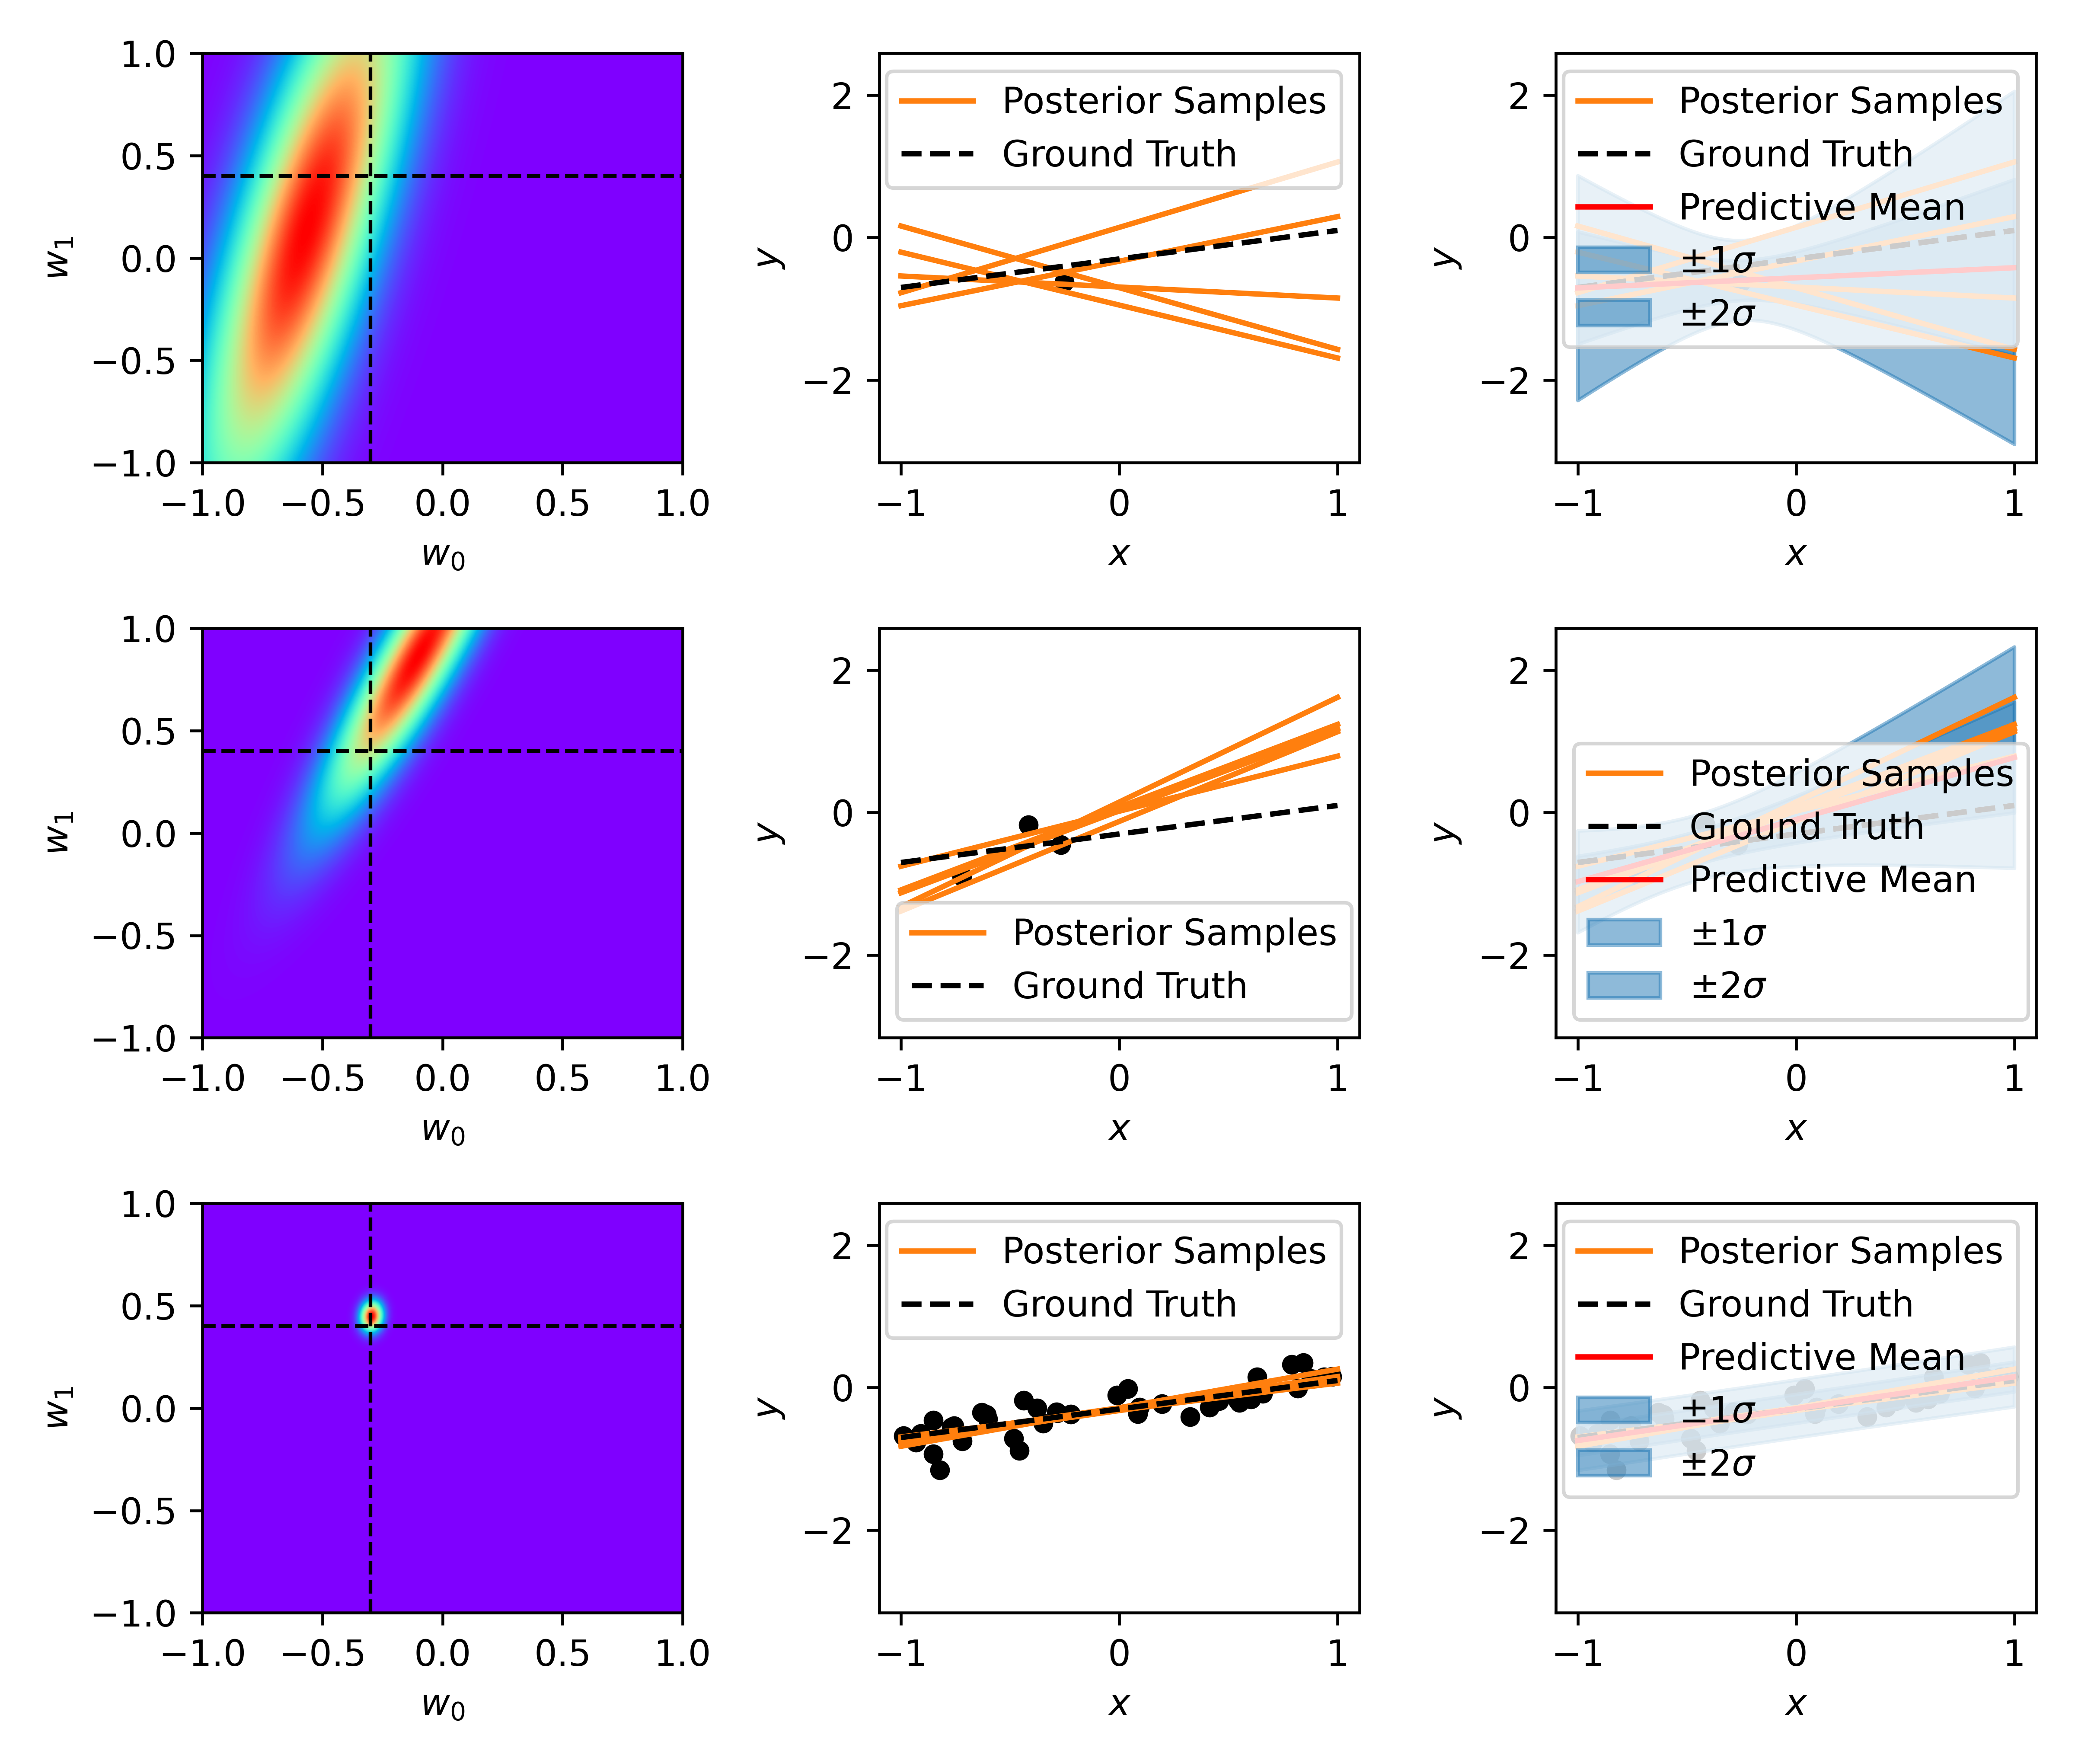 1.0
0.5
0.0
−0.5
−1.0
w1
−1.0 −0.5 0.0 0.5 1.0
w0
Posterior Samples
Ground Truth
2
0
−2
y
−1 0 1
x
Posterior Samples
Ground Truth
Predictive Mean
±1σ
±2σ
2
0
−2
y
−1 0 1
x
1.0
0.5
0.0
−0.5
−1.0
w1
−1.0 −0.5 0.0 0.5 1.0
w0
2
0
−2
y
Posterior Samples
Ground Truth
−1 0 1
x
2
0
−2
y
Posterior Samples
Ground Truth
Predictive Mean
±1σ
±2σ
−1 0 1
x
1.0
0.5
0.0
−0.5
−1.0
w1
−1.0 −0.5 0.0 0.5 1.0
w0
Posterior Samples
Ground Truth
2
0
−2
y
−1 0 1
x
Posterior Samples
Ground Truth
Predictive Mean
±1σ
±2σ
2
0
−2
y
−1 0 1
x